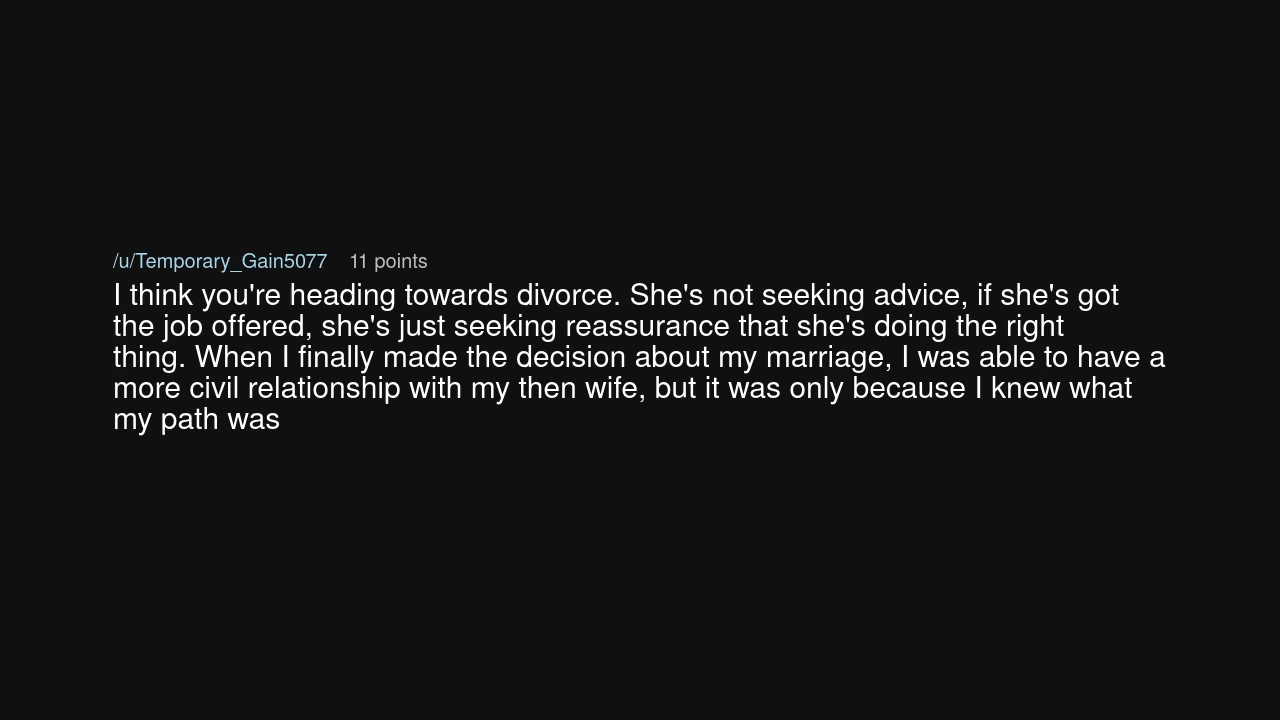 /u/Temporary_Gain5077 11 points
I think you're heading towards divorce. She's not seeking advice, if she's got
the job offered, she's just seeking reassurance that she's doing the right
thing. When I finally made the decision about my marriage, I was able to have a
more civil relationship with my then wife, but it was only because I knew what
my path was